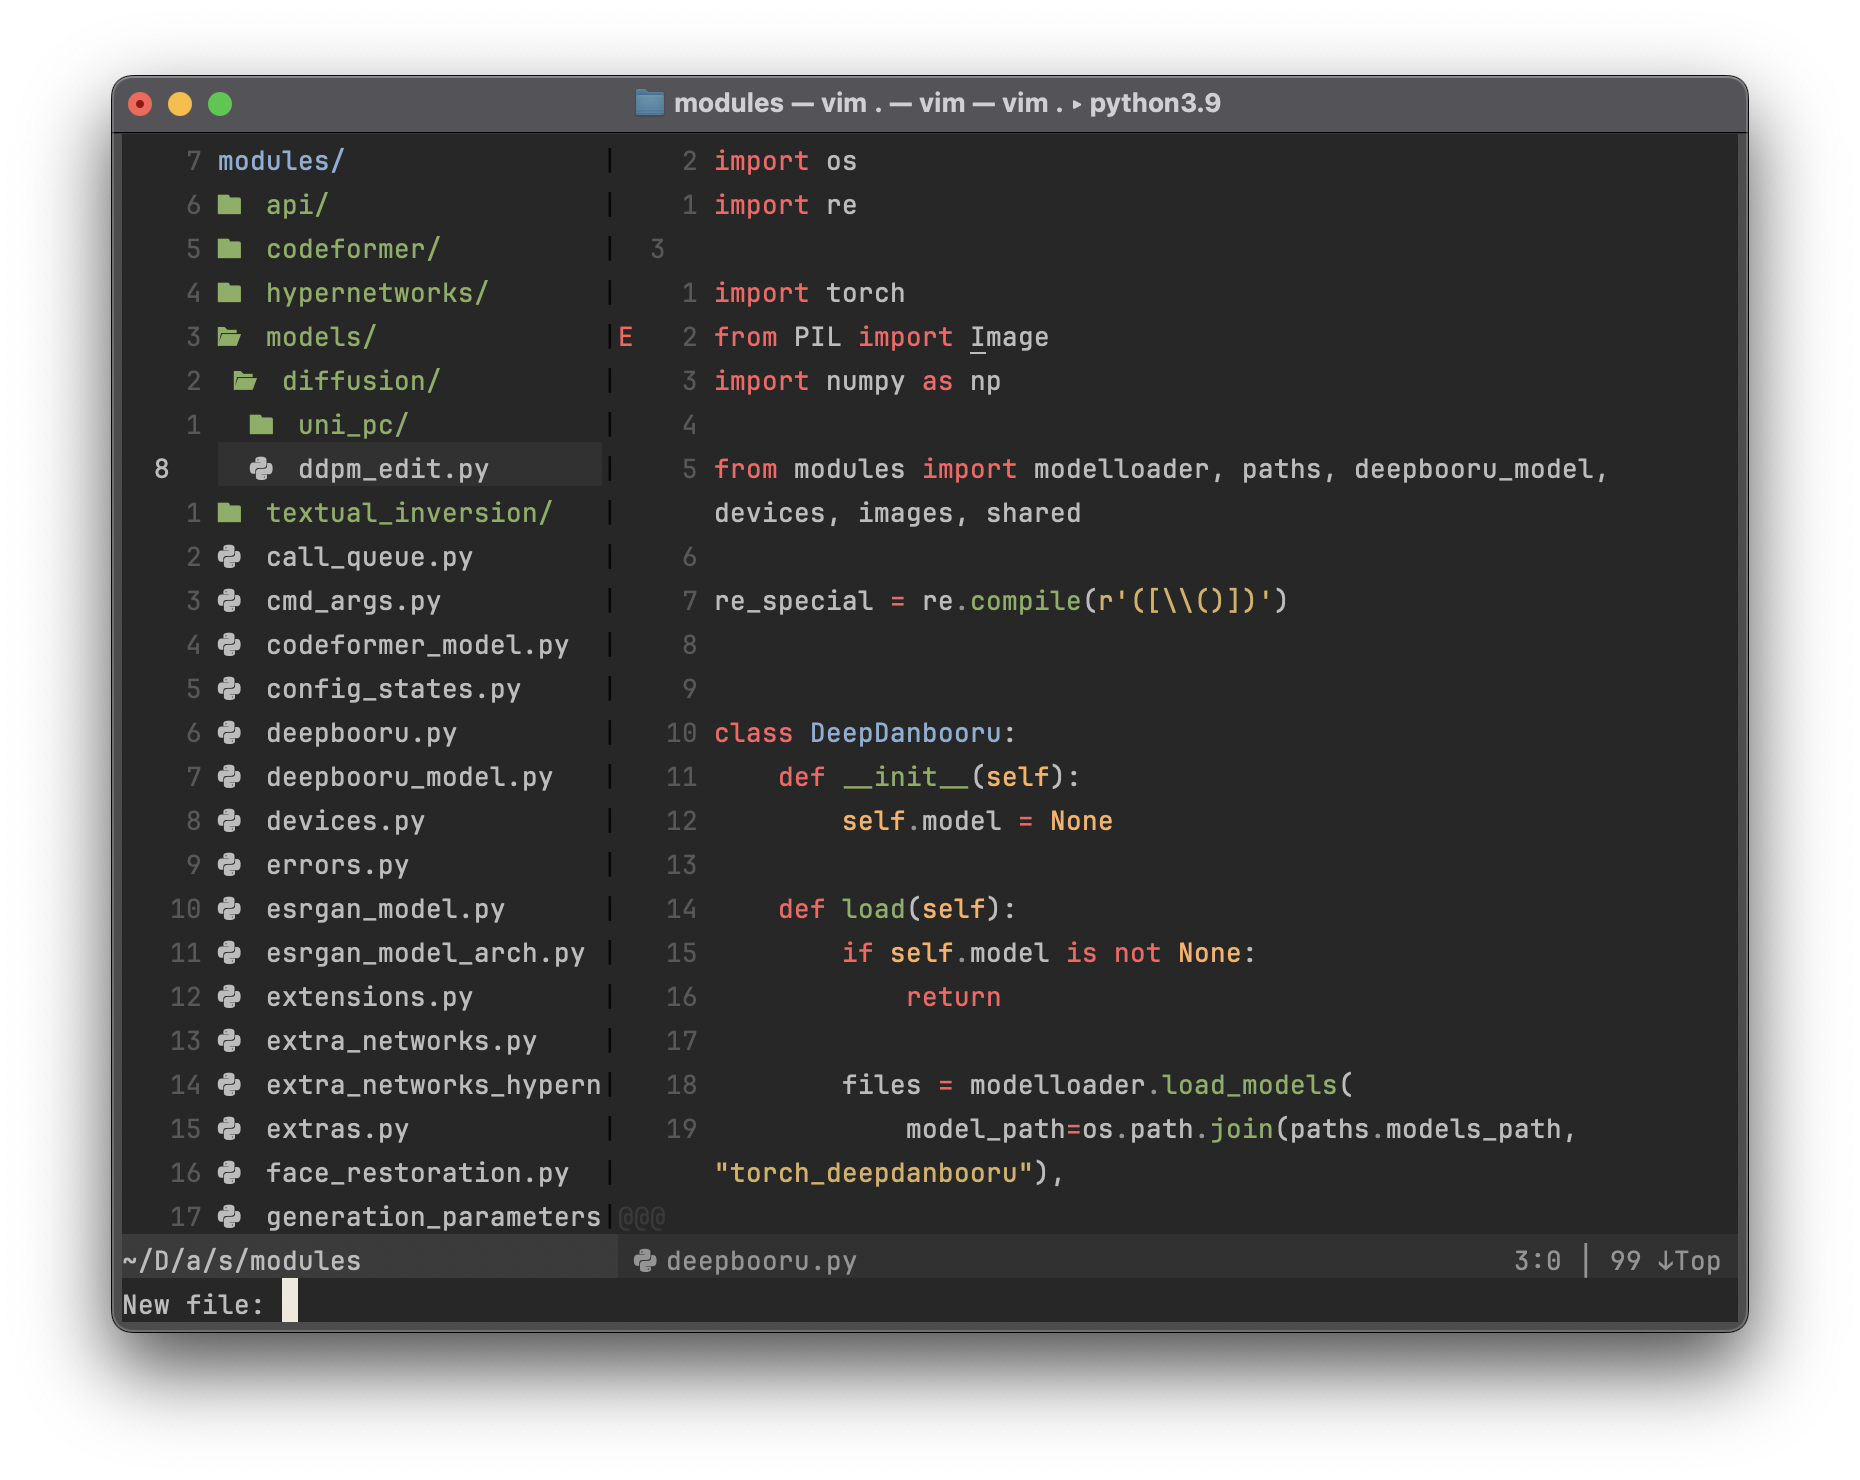 modules — vim . — vim — vim . ▸ python3.9
7 modules/
6 api/
5 codeformer/
4 hypernetworks/
3 models/
2 diffusion/
1 uni_pc/
8 ddpm_edit.py
1 textual_inversion/
2 call_queue.py
3 cmd_args.py
4 codeformer_model.py
5 config_states.py
6 deepbooru.py
7 deepbooru_model.py
8 devices.py
9 errors.py
10 esrgan_model.py
11 esrgan_model_arch.py
12 extensions.py
13 extra_networks.py
14 extra_networks_hypern
15 extras.py
16 face_restoration.py
17 generation_parameters
~/D/a/s/modules
2 import os
1 import re
3
1 import torch
E 2 from PIL import Image
3 import numpy as np
4
5 from modules import modelloader, paths, deepbooru_model,
devices, images, shared
6
7 re_special = re.compile(r'([\\()])')
8
9
10 class DeepDanbooru:
11     def __init__(self):
12         self.model = None
13
14     def load(self):
15         if self.model is not None:
16             return
17
18         files = modelloader.load_models(
19             model_path=os.path.join(paths.models_path,
"torch_deepdanbooru"),
@@@
deepbooru.py 3:0 | 99 ↓Top
New file: